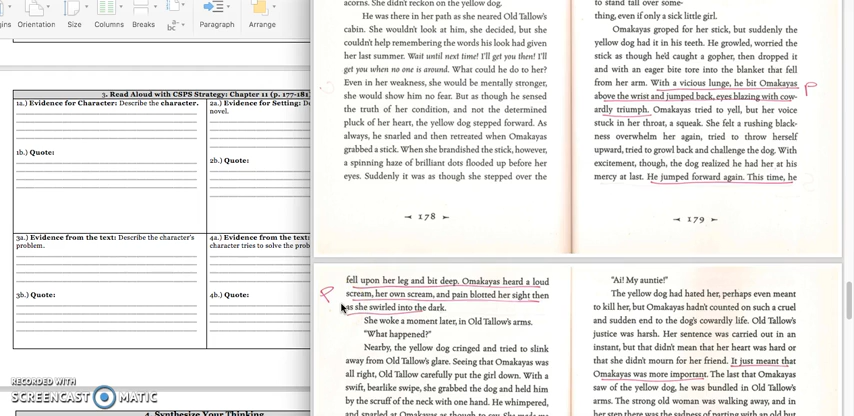 Orientation
Size
Columns
Breaks
Paragraph
Arrange
3. Read Aloud with CSPS Strategy: Chapter 11 (p. 177-181)
1a.) Evidence for Character: Describe the character.
2a.) Evidence for Setting:
novel.
1b.) Quote:
2b.) Quote:
3a.) Evidence from the text: Describe the character's
problem.
4a.) Evidence from the text:
character tries to solve the
3b.) Quote:
4b.) Quote:
4. Synthesize Your Thinking
RECORDED WITH
SCREENCAST MATIC
acorns. She didn't reckon on the yellow dog.
He was there in her path as she neared Old Tallow's
cabin. She wouldn't look at him, she decided, but she
couldn't help remembering the words his look had given
her last summer. Wait until next time! I'll get you then! I'll
get you when no one is around. What could he do to her?
Even in her weakness, she would be mentally stronger,
she would show him no fear. But as though he sensed
the truth of her condition, and not the determined
pluck of her heart, the yellow dog stepped forward. As
always, he snarled and then retreated when Omakayas
grabbed a stick. When she brandished the stick, however,
a spinning haze of brilliant dots flooded up before her
eyes. Suddenly it was as though she stepped over the
178
to stand tall over some-
thing, even if only a sick little girl.
Omakayas groped for her stick, but suddenly the
yellow dog had it in his teeth. He growled, worried the
stick as though he'd caught a gopher, then dropped it
and with an eager bite tore into the blanket that fell
from her arm. With a vicious lunge, he bit Omakayas
above the wrist and jumped back, eyes blazing with cow-
ardly triumph. Omakayas tried to yell, but her voice
stuck in her throat, a squeak. She felt a rushing black-
ness overwhelm her again, tried to throw herself
upward, tried to growl back and challenge the dog. With
excitement, though, the dog realized he had her at his
mercy at last. He jumped forward again. This time, he
P
179
fell upon her leg and bit deep. Omakayas heard a loud
scream, her own scream, and pain blotted her sight then
as she swirled into the dark.
She woke a moment later, in Old Tallow's arms.
"What happened?"
Nearby, the yellow dog cringed and tried to slink
away from Old Tallow's glare. Seeing that Omakayas was
all right, Old Tallow carefully put the girl down. With a
swift, bearlike swipe, she grabbed the dog and held him
by the scruff of the neck with one hand. He whimpered,
P
"Ai! My auntie!"
The yellow dog had hated her, perhaps even meant
to kill her, but Omakayas hadn't counted on such a cruel
and sudden end to the dog's cowardly life. Old Tallow's
justice was harsh. Her sentence was carried out in an
instant, but that didn't mean that her heart was hard or
that she didn't mourn for her friend. It just meant that
Omakayas was more important. The last that Omakayas
saw of the yellow dog, he was bundled in Old Tallow's
arms. The strong old woman was walking away, and in
her step there was the sadness of parting with an old but